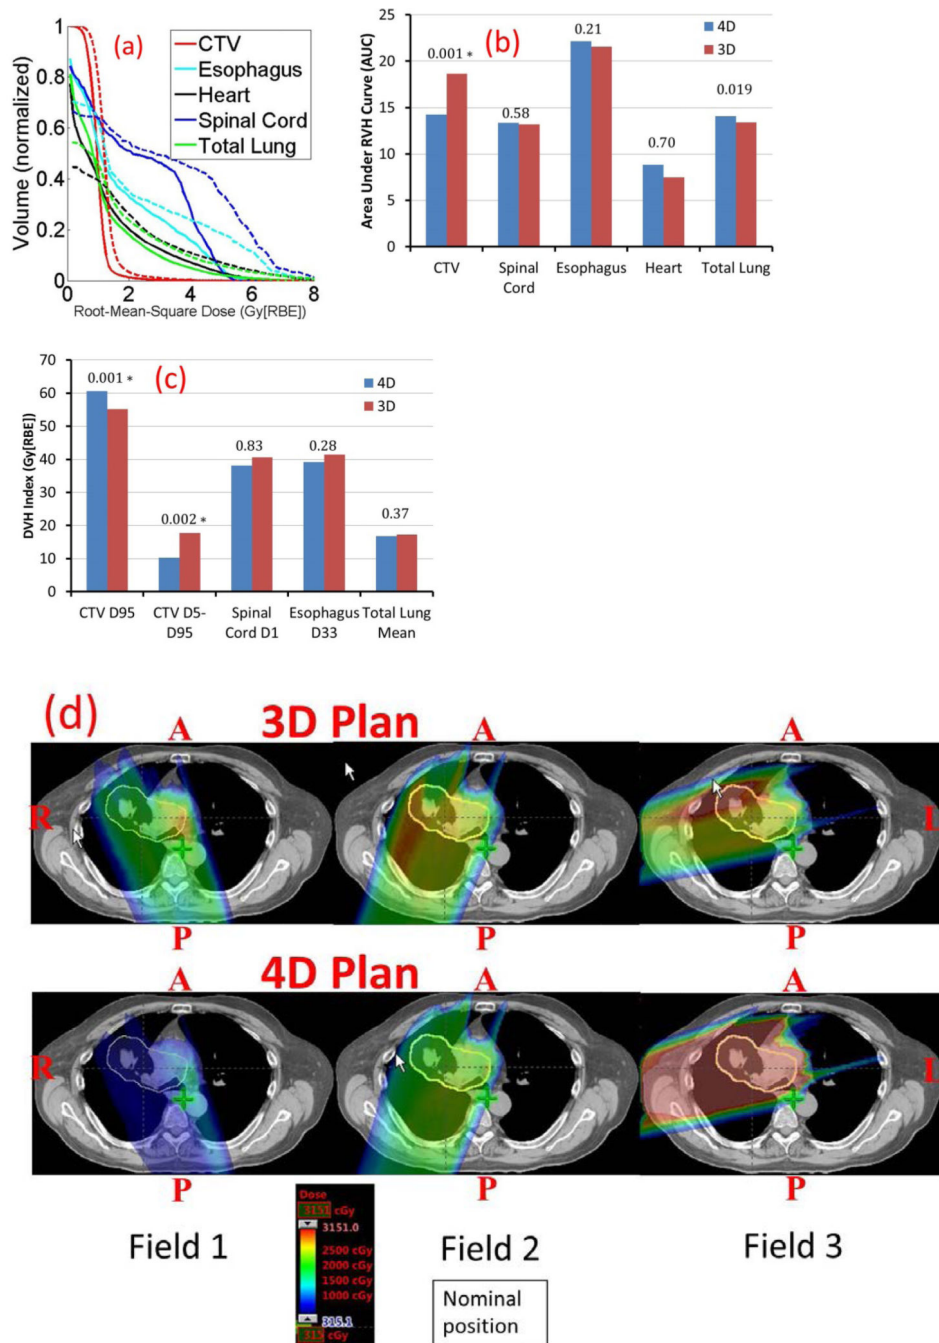 (a)
CTV
Esophagus
Heart
Spinal Cord
Total Lung
Volume (normalized)
1
0.8
0.6
0.4
0.2
0
0 2 4 6 8
Root-Mean-Square Dose (Gy[RBE])
(b)
4D
3D
Area Under RVH Curve (AUC)
25
20
15
10
5
0
0.001 *
0.58
0.21
0.70
0.019
CTV
Spinal
Cord
Esophagus
Heart
Total Lung
(c)
4D
3D
DVH Index (Gy[RBE])
70
60
50
40
30
20
10
0
0.001 *
0.002 *
0.83
0.28
0.37
CTV D95
CTV D5-
D95
Spinal
Cord D1
Esophagus
D33
Total Lung
Mean
(d)
3D Plan
A A A
R
P P P
4D Plan
A A A
R
P P P
Field 1
Field 2
Field 3
Dose
3151 cGy
3151.0
2500 cGy
2000 cGy
1500 cGy
1000 cGy
315.1
315 cGy
Nominal
position